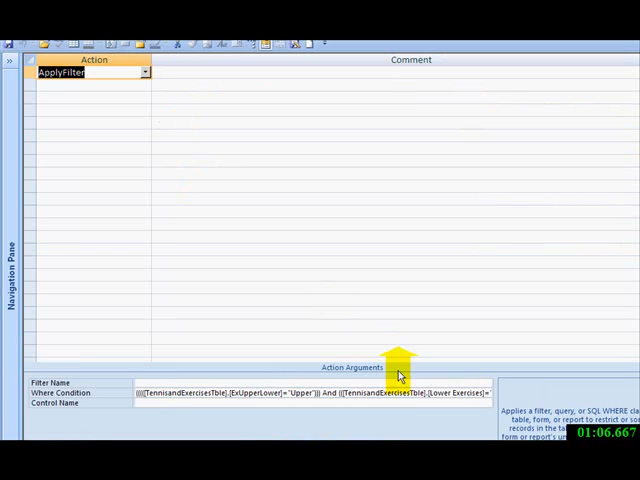 Action
Comment
ApplyFilter
Navigation Pane
Action Arguments
Filter Name
Where Condition
((([TennisandExercisesTble].[ExUpperLower]="Upper"))) And (([TennisandExercisesTble].[Lower Exercises]=
Control Name
Applies a filter, query, or SQL WHERE cla
table, form, or report to restrict or so
records in the ta
form or report's un
01:06.667